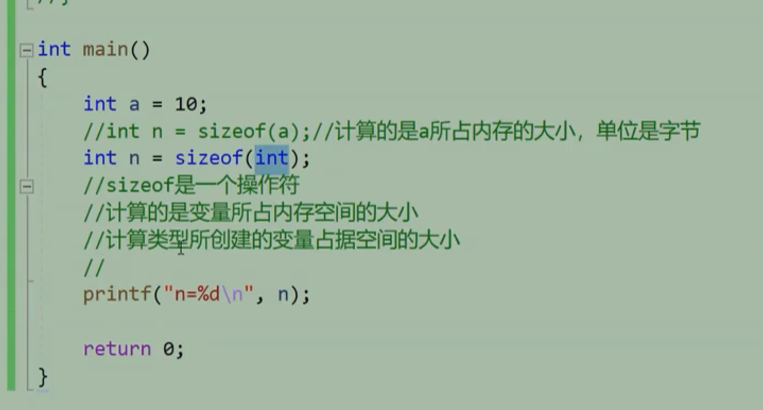 int main()
{
int a = 10;
//int n = sizeof(a);//计算的是a所占内存的大小，单位是字节
int n = sizeof(int);
//sizeof是一个操作符
//计算的是变量所占内存空间的大小
//计算类型所创建的变量占据空间的大小
//
printf("n=%d\n", n);
return 0;
}